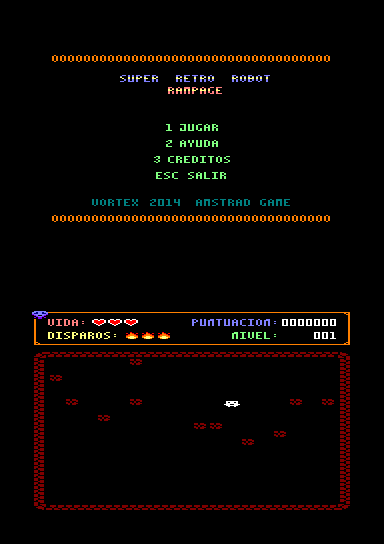 SUPER RETRO ROBOT
RAMPAGE
1 JUGAR
2 AYUDA
3 CREDITOS
ESC SALIR
VORTEX 2014 AMSTRAD GAME
VIDA: PUNTUACION: 0000000
DISPAROS: NIVEL: 001